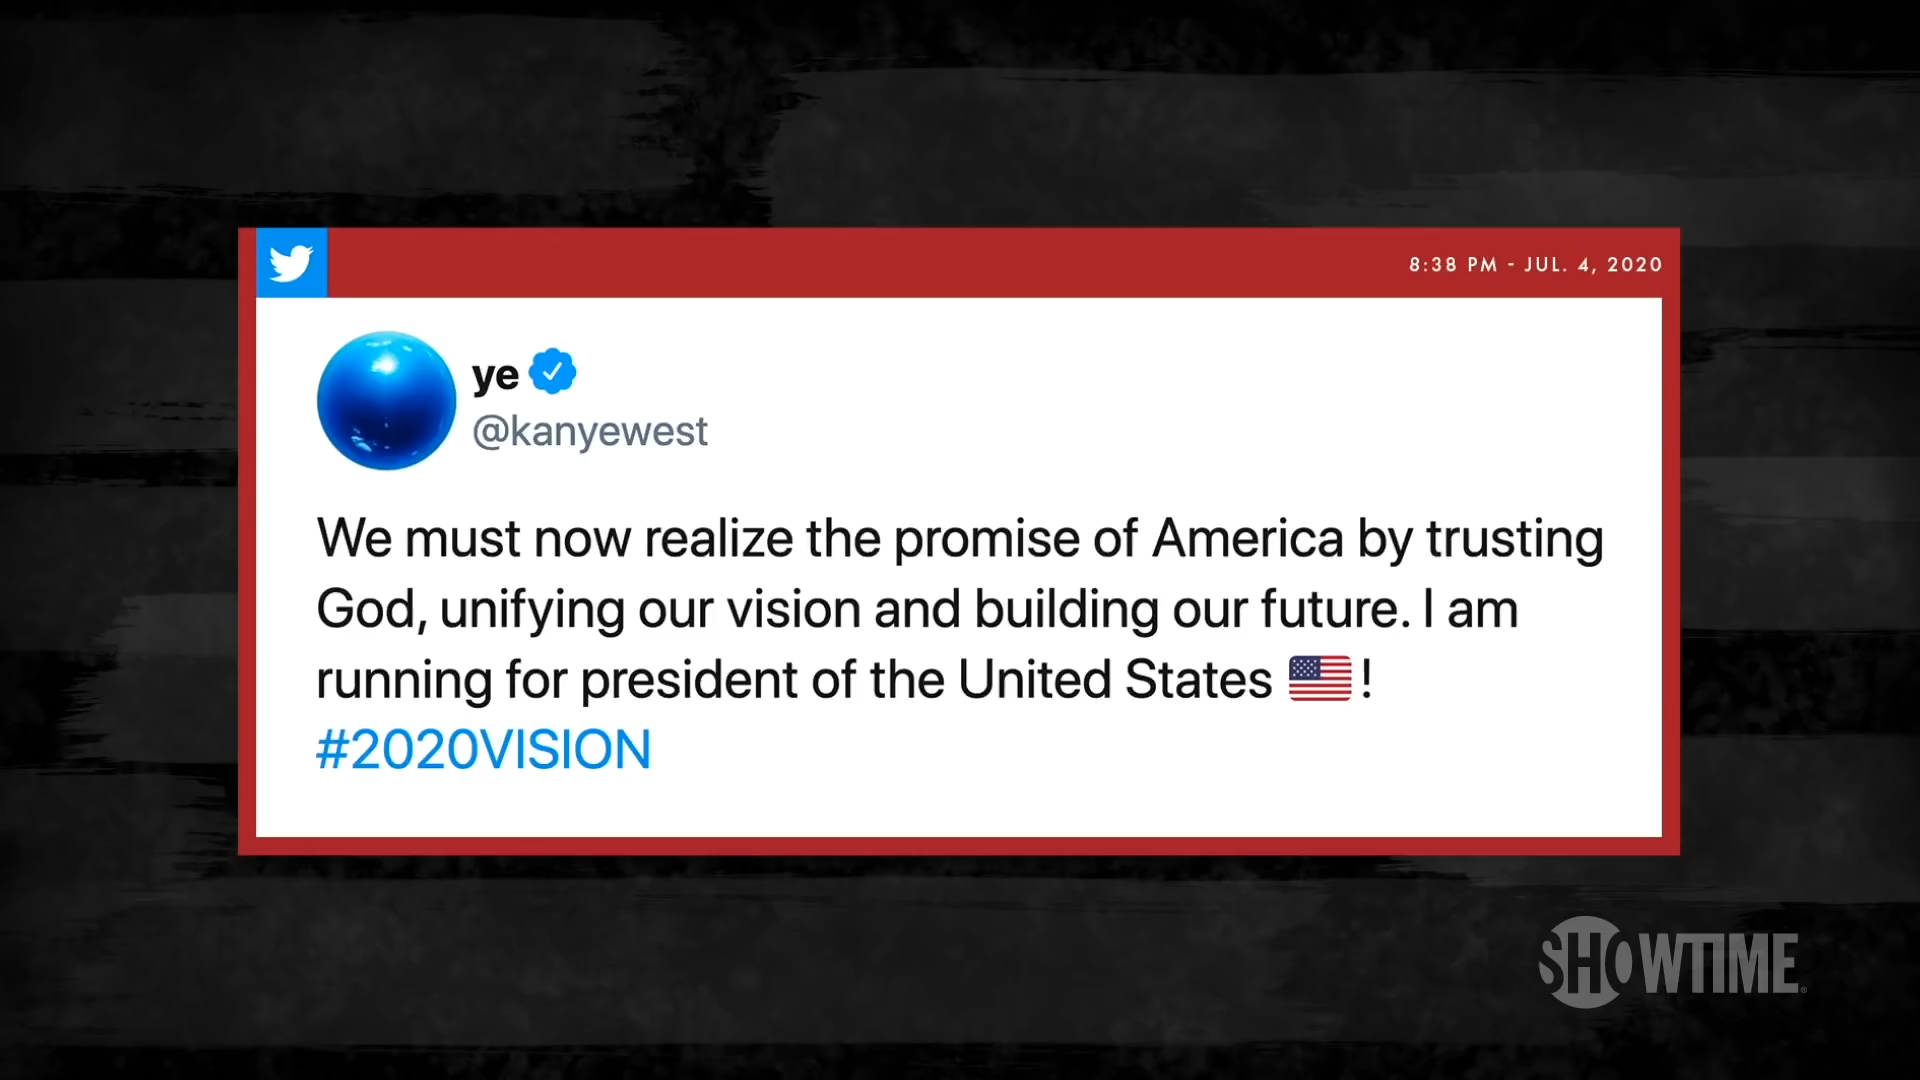 8:38 PM - JUL. 4, 2020
ye
@kanyewest
We must now realize the promise of America by trusting
God, unifying our vision and building our future. I am
running for president of the United States 🇺🇸!
#2020VISION
SHOWTIME